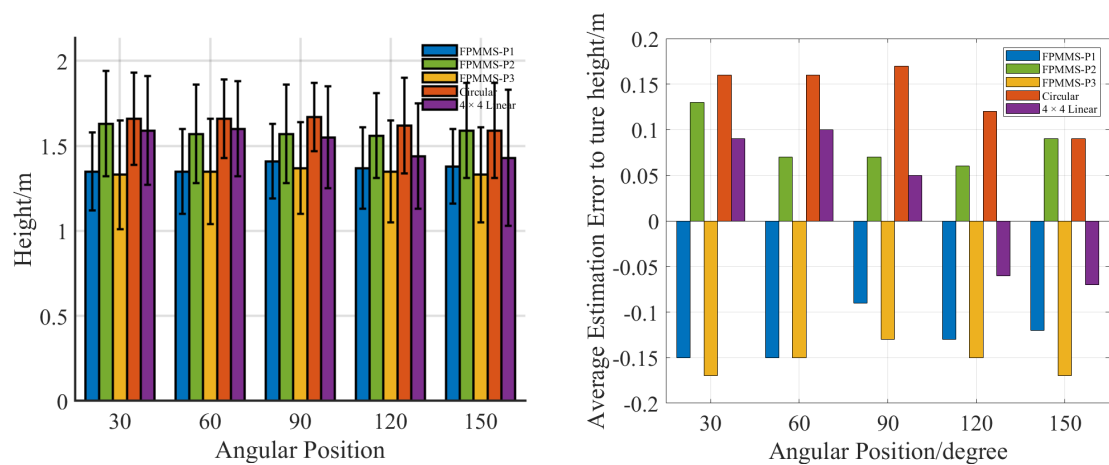 2
1.5
1
0.5
0
Height/m
30 60 90 120 150
Angular Position
FPMMS-P1
FPMMS-P2
FPMMS-P3
Circular
4 × 4 Linear
0.2
0.15
0.1
0.05
0
-0.05
-0.1
-0.15
-0.2
Average Estimation Error to ture height/m
30 60 90 120 150
Angular Position/degree
FPMMS-P1
FPMMS-P2
FPMMS-P3
Circular
4 × 4 Linear